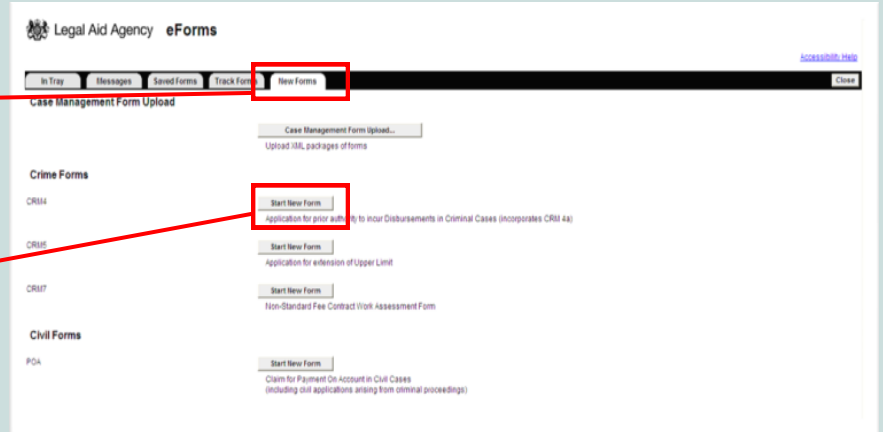 Legal Aid Agency eForms
Accessibility Help
In Tray Messages Saved Forms Track Forms New Forms Close
Case Management Form Upload
Case Management Form Upload...
Upload XML packages of forms
Crime Forms
CRM4 Start New Form
Application for prior authority to incur Disbursements in Criminal Cases (incorporates CRM 4a)
CRM5 Start New Form
Application for extension of Upper Limit
CRM7 Start New Form
Non-Standard Fee Contract Work Assessment Form
Civil Forms
POA Start New Form
Claim for Payment On Account in Civil Cases
(including civil applications arising from criminal proceedings)